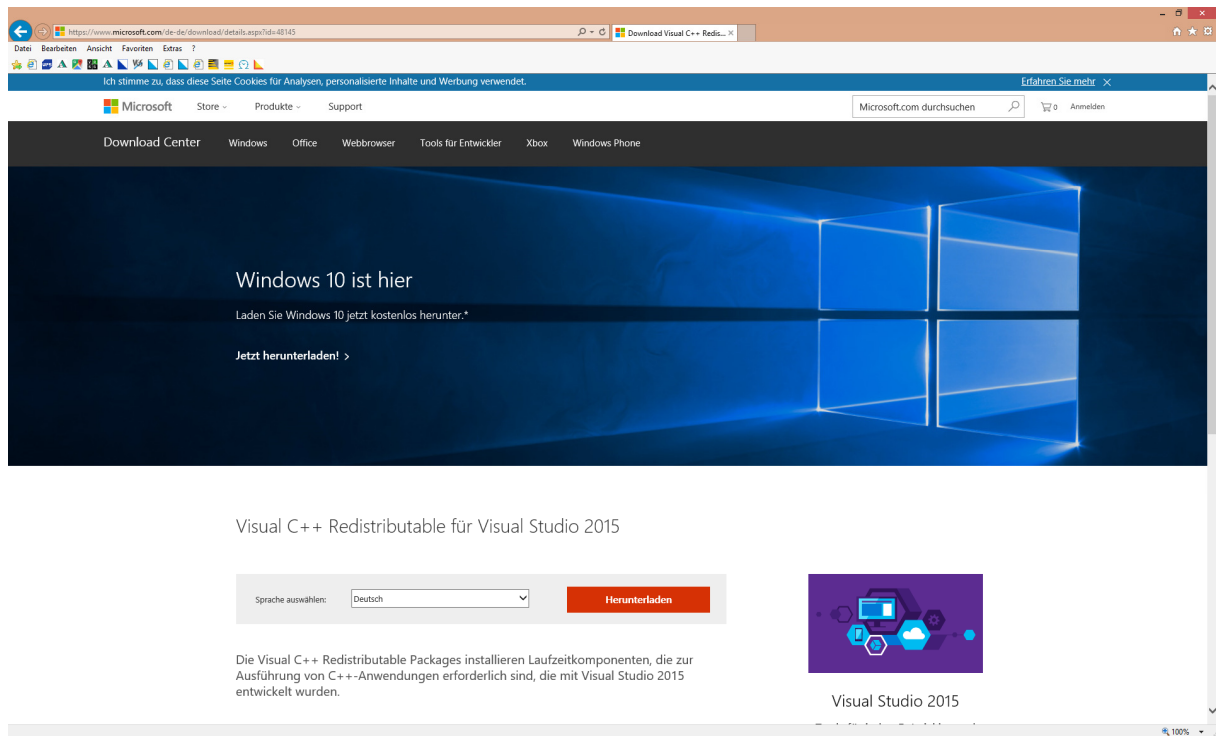 https://www.microsoft.com/de-de/download/details.aspx?id=48145
Download Visual C++ Redis...
Datei Bearbeiten Ansicht Favoriten Extras ?
Ich stimme zu, dass diese Seite Cookies für Analysen, personalisierte Inhalte und Werbung verwendet.
Erfahren Sie mehr
Microsoft Store Produkte Support
Microsoft.com durchsuchen
0 Anmelden
Download Center Windows Office Webbrowser Tools für Entwickler Xbox Windows Phone
Windows 10 ist hier
Laden Sie Windows 10 jetzt kostenlos herunter.*
Jetzt herunterladen! >
Visual C++ Redistributable für Visual Studio 2015
Sprache auswählen: Deutsch Herunterladen
Die Visual C++ Redistributable Packages installieren Laufzeitkomponenten, die zur
Ausführung von C++-Anwendungen erforderlich sind, die mit Visual Studio 2015
entwickelt wurden.
Visual Studio 2015
100%